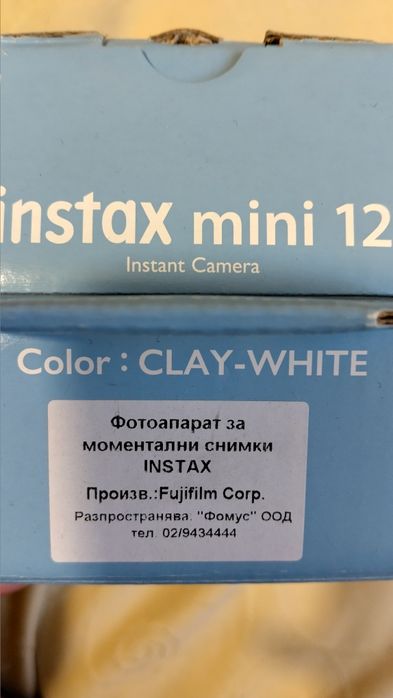 instax mini 12
Instant Camera
Color : CLAY-WHITE
Фотоапарат за
моментални снимки
INSTAX
Произв.:Fujifilm Corp.
Разпространява: "Фомус" ООД
тел. 02/9434444